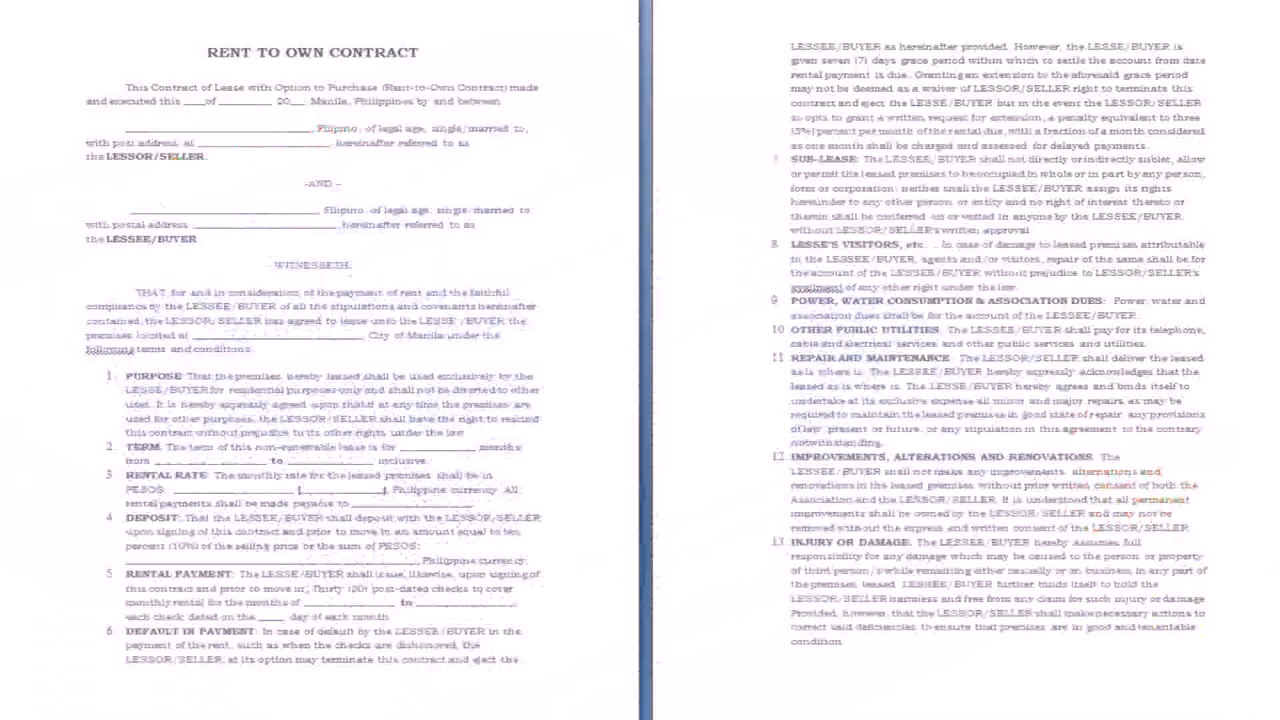 RENT TO OWN CONTRACT
This Contract of Lease with Option to Purchase (Rent-to-Own Contract) made
and executed this ____of __________ 20___ Manila, Philippines by and between
___________________________________, Filipino, of legal age, single/married to,
with post address, at _________________________ hereinafter referred to as
the LESSOR/SELLER.
-AND –
___________________________________, Filipino, of legal age, single/married to
with postal address ___________________________ hereinafter referred to as
the LESSEE/BUYER
WITNESSETH:
THAT, for and in consideration of the payment of rent and the faithful
compliance by the LESSEE/BUYER of all the stipulations and covenants hereinafter
contained, the LESSOR/SELLER has agreed to lease unto the LESSE /BUYER the
premises located at ________________________________, City of Manila under the
following terms and conditions:
1. PURPOSE: That the premises hereby leased shall be used exclusively by the
LESSE/BUYER for residential purposes only and shall not be diverted to other
uses. It is hereby expressly agreed upon that if at any time the premises are
used for other purposes, the LESSOR/SELLER shall have the right to rescind
this contract without prejudice to its other rights under the law.
2. TERM: The term of this non-renewable lease is for ______________ months
from ____________________ to ________________ inclusive.
3 RENTAL RATE: The monthly rate for the leased premises shall be in
PESOS: ________________________________________, Philippine currency. All
rental payments shall be made payable to ______________________
4 DEPOSIT: That the LESSEE/BUYER shall deposit with the LESSOR/SELLER
upon signing of this contract and prior to move in an amount equal to ten
percent (10%) of the selling price or the sum of PESOS:
_______________________________________________________, Philippine currency.
5 RENTAL PAYMENT: The LESSE/BUYER shall issue, likewise, upon signing of
this contract and prior to move in, Thirty (30) post-dated checks to cover
monthly rental for the months of __________________ to __________________,
each check dated on the _____ day of each month
6 DEFAULT IN PAYMENT: In case of default by the LESSEE/BUYER in the
payment of the rent, such as when the checks are dishonored, the
LESSOR/SELLER, at its option may terminate this contract and eject the
LESSEE/BUYER as hereinafter provided. However, the LESSE/BUYER is
given seven (7) days grace period within which to settle the account from date
rental payment is due. Granting an extension to the aforesaid grace period
may not be deemed as a waiver of LESSOR/SELLER right to terminate this
contract and eject the LESSE/BUYER but in the event the LESSOR/SELLER
so opts to grant a written request for extension, a penalty equivalent to three
percent per month of the rental due, with a fraction of a month considered
as one month shall be charged and assessed for delayed payments.
SUB-LEASE: The LESSEE/BUYER shall not directly or indirectly sublet, allow
or permit the leased premises to be occupied in whole or in part by any person,
form or corporation: neither shall the LESSEE/BUYER assign its rights
hereunder to any other person or entity and no right of interest thereto or
therein shall be conferred on or vested in anyone by the LESSEE/BUYER
without LESSOR/SELLER's written approval
8 LESSE'S VISITORS, etc. .. In case of damage to leased premises attributable
to the LESSEE/BUYER, agents and/or visitors, repair of the same shall be for
the account of the LESSEE/BUYER without prejudice to LESSOR/SELLER's
availment of any other right under the law.
9 POWER, WATER CONSUMPTION & ASSOCIATION DUES: Power, water and
association dues shall be for the account of the LESSEE/BUYER.
10 OTHER PUBLIC UTILITIES. The LESSEE/BUYER shall pay for its telephone,
cable and electrical services and other public services and utilities.
11 REPAIR AND MAINTENANCE. The LESSOR/SELLER shall deliver the leased
as is where is. The LESSEE/BUYER hereby expressly acknowledges that the
leased as is where is. The LESSEE/BUYER hereby agrees and binds itself to
undertake at its exclusive expense all minor and major repairs as may be
required to maintain the leased premises in good state of repair, any provisions
of law, present or future, or any stipulation in this agreement to the contrary
notwithstanding.
12 IMPROVEMENTS, ALTERATIONS AND RENOVATIONS. The
LESSEE/BUYER shall not make any improvements, alternations and
renovations in the leased premises without prior written consent of both the
Association and the LESSOR/SELLER. It is understood that all permanent
improvements shall be owned by the LESSOR/SELLER and may not be
removed without the express and written consent of the LESSOR/SELLER.
13 INJURY OR DAMAGE. The LESSEE/BUYER hereby assumes full
responsibility for any damage which may be caused to the person or property
of third person/s while remaining either casually or on business in any part of
the premises leased. LESSEE/BUYER further binds itself to hold the
LESSOR/SELLER harmless and free from any claim for such injury or damage
Provided, however, that the LESSOR/SELLER shall make necessary actions to
correct said deficiencies to ensure that premises are in good and tenantable
condition.